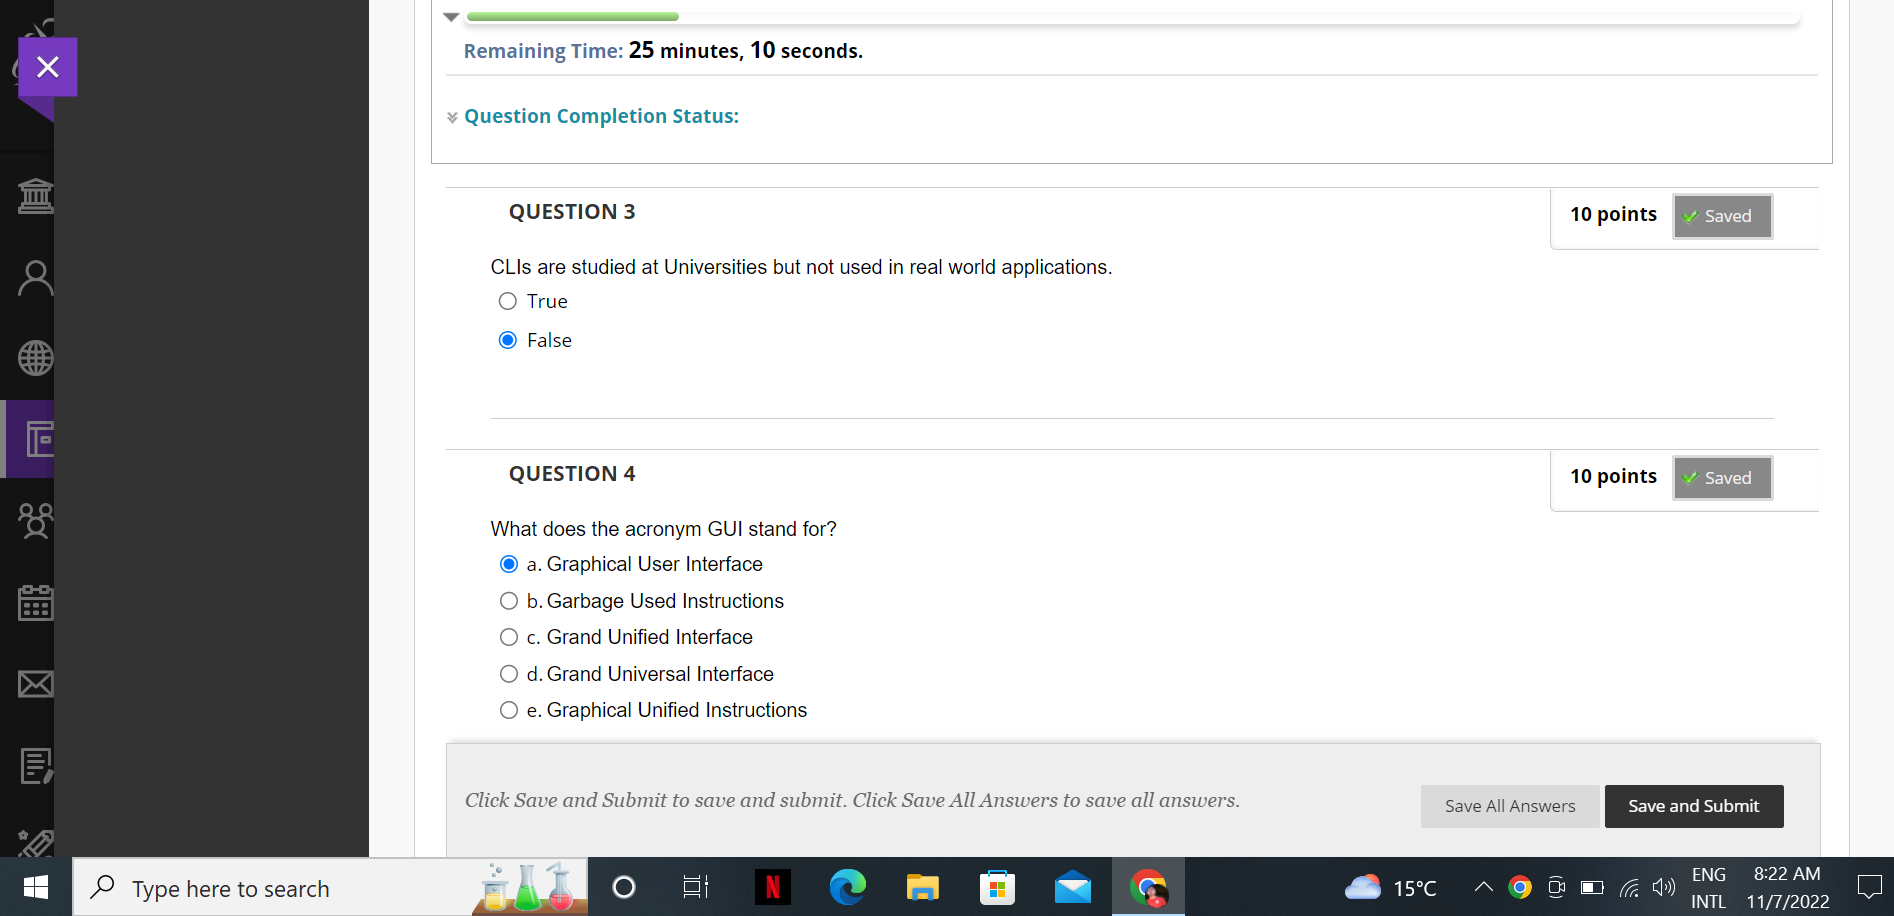 Remaining Time: 25 minutes, 10 seconds.
Question Completion Status:
QUESTION 3
10 points
Saved
CLIs are studied at Universities but not used in real world applications.
True
False
QUESTION 4
10 points
Saved
What does the acronym GUI stand for?
a. Graphical User Interface
b. Garbage Used Instructions
c. Grand Unified Interface
d. Grand Universal Interface
e. Graphical Unified Instructions
Click Save and Submit to save and submit. Click Save All Answers to save all answers.
Save All Answers
Save and Submit
Type here to search
N
15°C
ENG
INTL
8:22 AM
11/7/2022